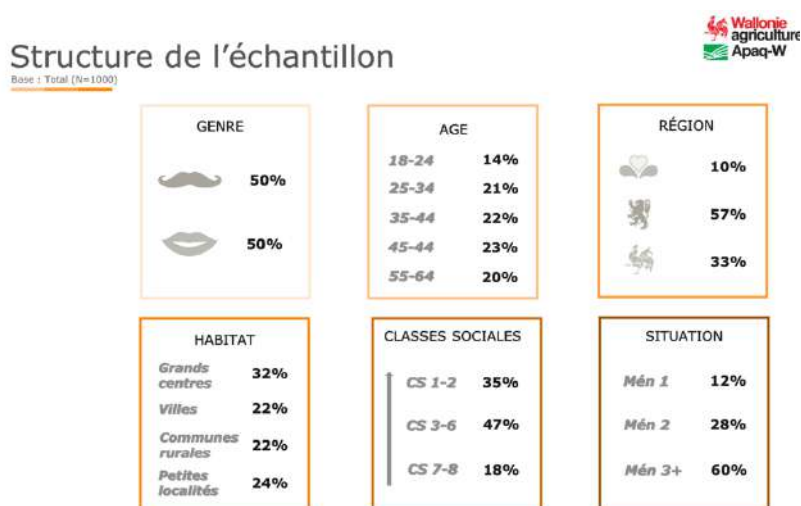 Wallonie
agriculture
Apaq-W
Structure de l'échantillon
Base : Total (N=1000)
GENRE
50%
50%
AGE
18-24 14%
25-34 21%
35-44 22%
45-44 23%
55-64 20%
RÉGION
10%
57%
33%
HABITAT
Grands
centres 32%
Villes 22%
Communes
rurales 22%
Petites
localités 24%
CLASSES SOCIALES
CS 1-2 35%
CS 3-6 47%
CS 7-8 18%
SITUATION
Mén 1 12%
Mén 2 28%
Mén 3+ 60%